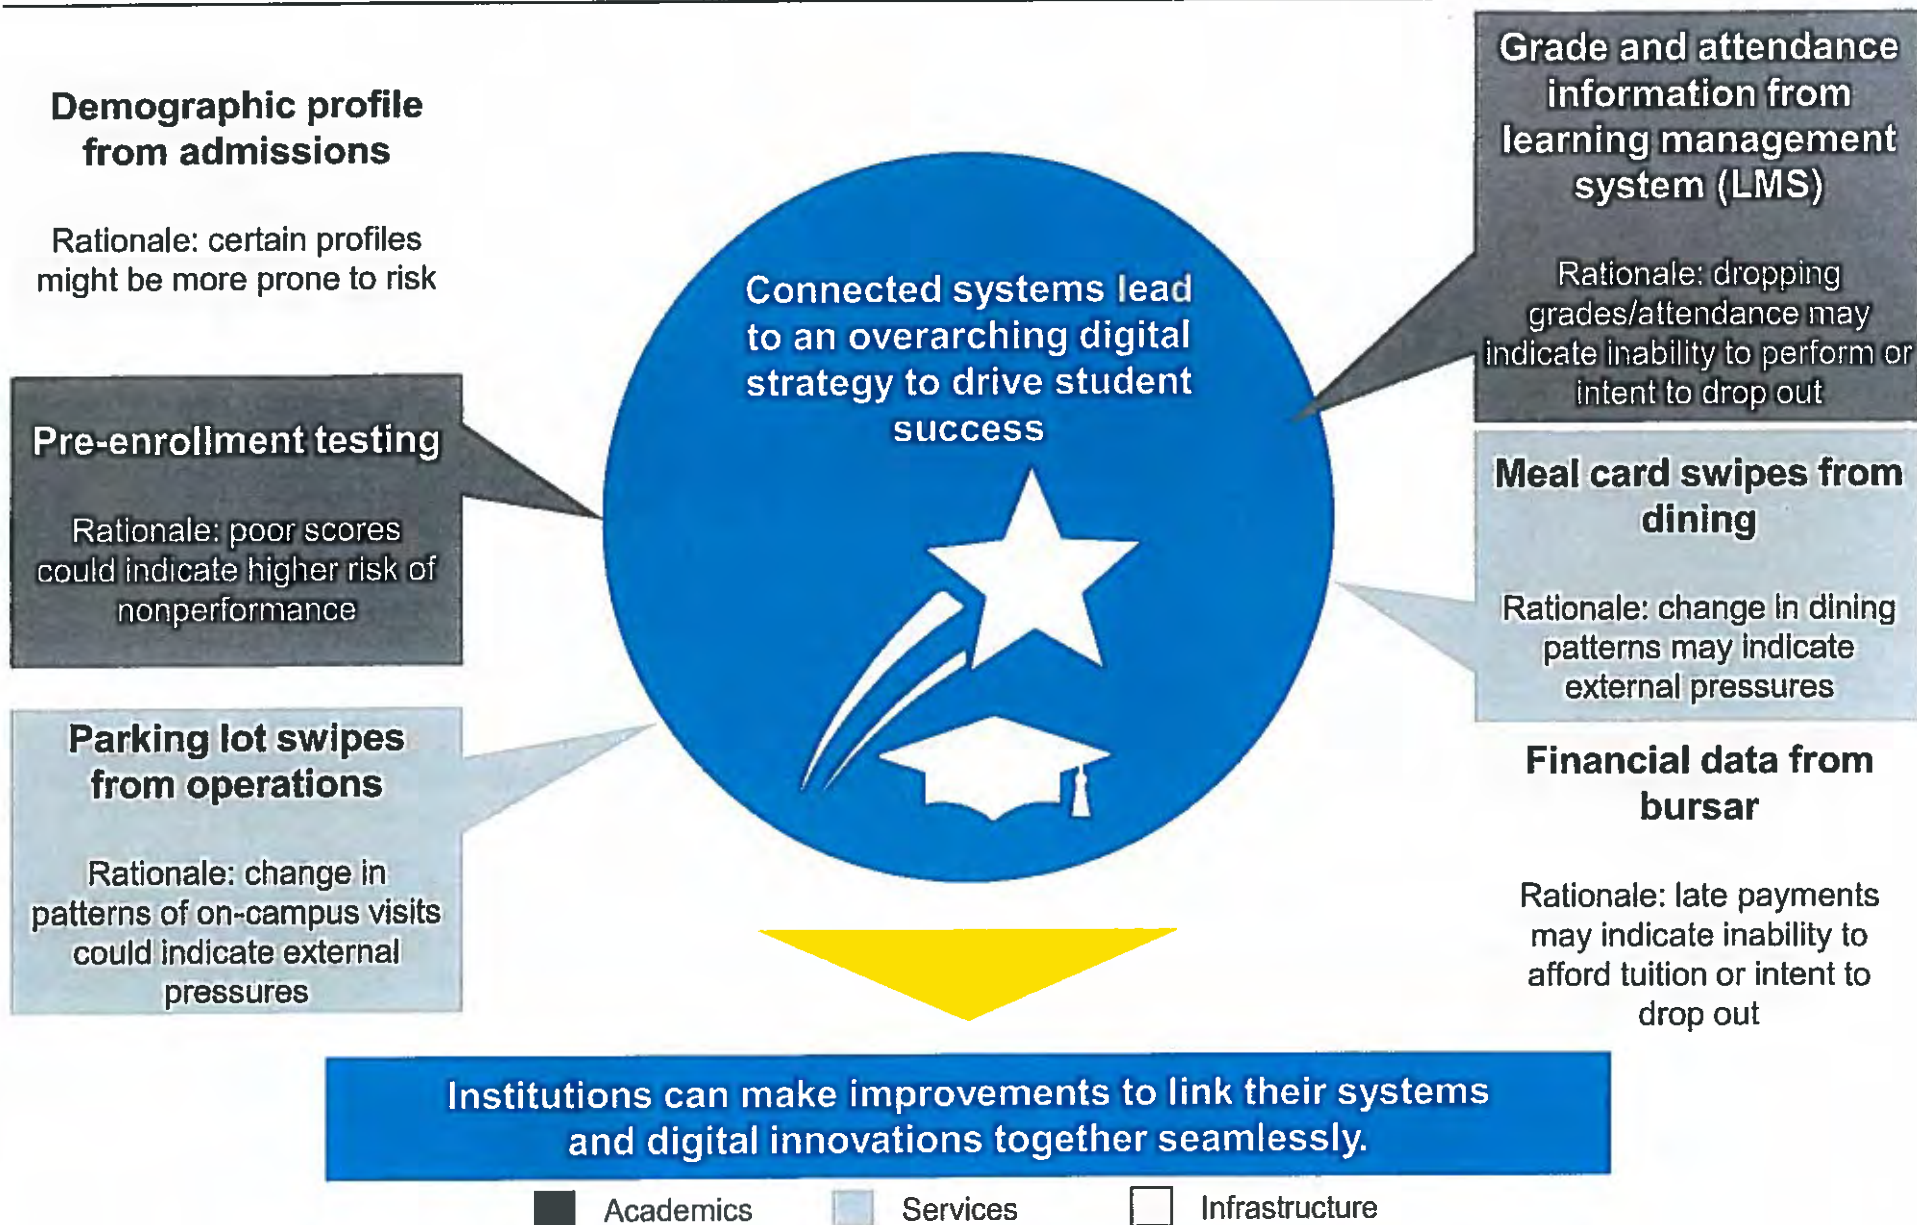 Demographic profile
from admissions
Rationale: certain profiles
might be more prone to risk
Pre-enrollment testing
Rationale: poor scores
could indicate higher risk of
nonperformance
Parking lot swipes
from operations
Rationale: change in
patterns of on-campus visits
could indicate external
pressures
Connected systems lead
to an overarching digital
strategy to drive student
success
Grade and attendance
information from
learning management
system (LMS)
Rationale: dropping
grades/attendance may
indicate inability to perform or
intent to drop out
Meal card swipes from
dining
Rationale: change in dining
patterns may indicate
external pressures
Financial data from
bursar
Rationale: late payments
may indicate inability to
afford tuition or intent to
drop out
Institutions can make improvements to link their systems
and digital innovations together seamlessly.
Academics
Services
Infrastructure